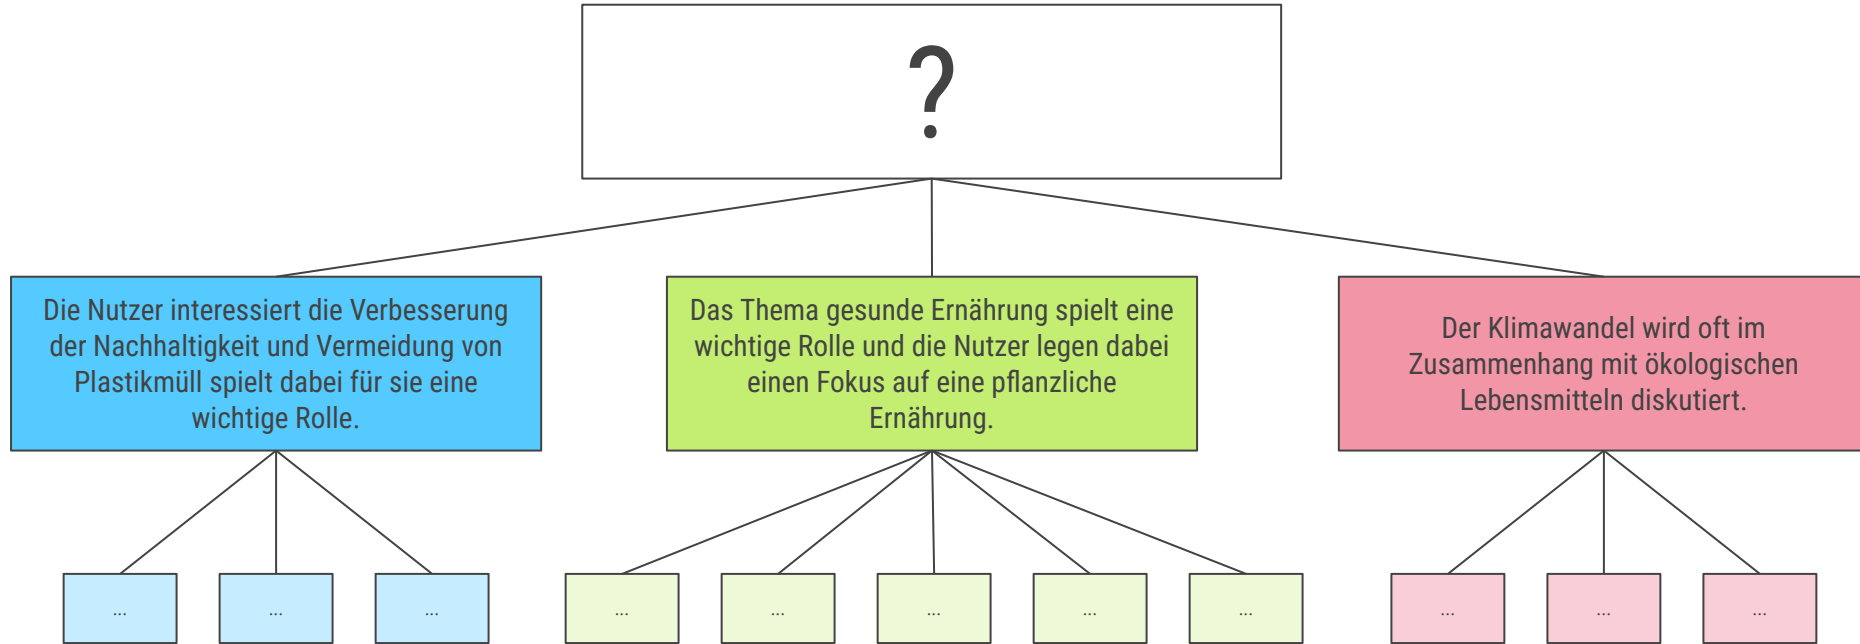 ?
Die Nutzer interessiert die Verbesserung
der Nachhaltigkeit und Vermeidung von
Plastikmüll spielt dabei für sie eine
wichtige Rolle.
Das Thema gesunde Ernährung spielt eine
wichtige Rolle und die Nutzer legen dabei
einen Fokus auf eine pflanzliche
Ernährung.
Der Klimawandel wird oft im
Zusammenhang mit ökologischen
Lebensmitteln diskutiert.
...
...
...
...
...
...
...
...
...
...
...